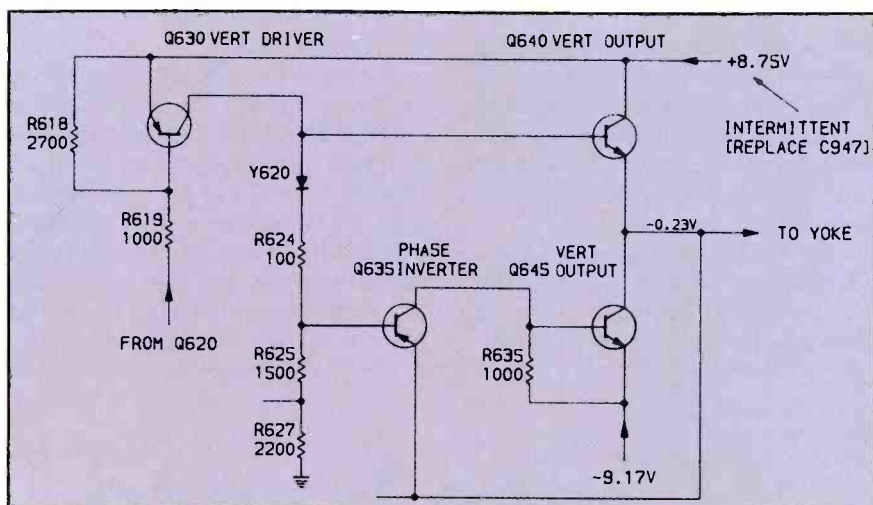 Q630 VERT DRIVER
Q640 VERT OUTPUT
+8.75V
R618
2700
INTERMITTENT
[REPLACE C947]
Y620
R619
1000
R624
100
PHASE
Q635 INVERTER
VERT
Q645 OUTPUT
-0.23V
TO YOKE
FROM Q620
R625
1500
R635
1000
R627
2200
-9.17V